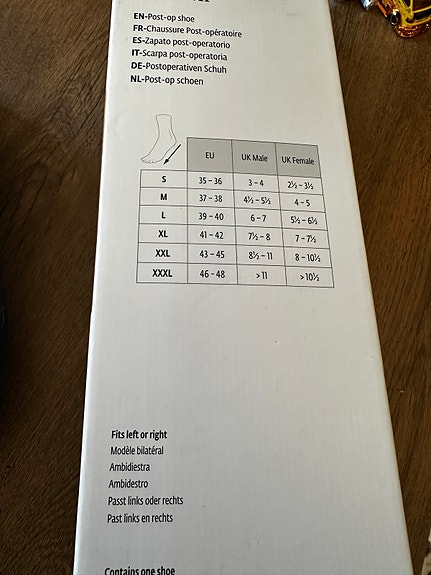 EN-Post-op shoe
FR-Chaussure Post-opératoire
ES-Zapato post-operatorio
IT-Scarpa post-operatoria
DE-Postoperativen Schuh
NL-Post-op schoen
EU UK Male UK Female
S 35 – 36 3 – 4 2½ – 3½
M 37 – 38 4½ – 5½ 4 – 5
L 39 – 40 6 – 7 5½ – 6½
XL 41 – 42 7½ – 8 7 – 7½
XXL 43 – 45 8½ – 11 8 – 10½
XXXL 46 – 48 > 11 > 10½
Fits left or right
Modèle bilatéral
Ambidiestra
Ambidestro
Passt links oder rechts
Past links en rechts
Contains one shoe